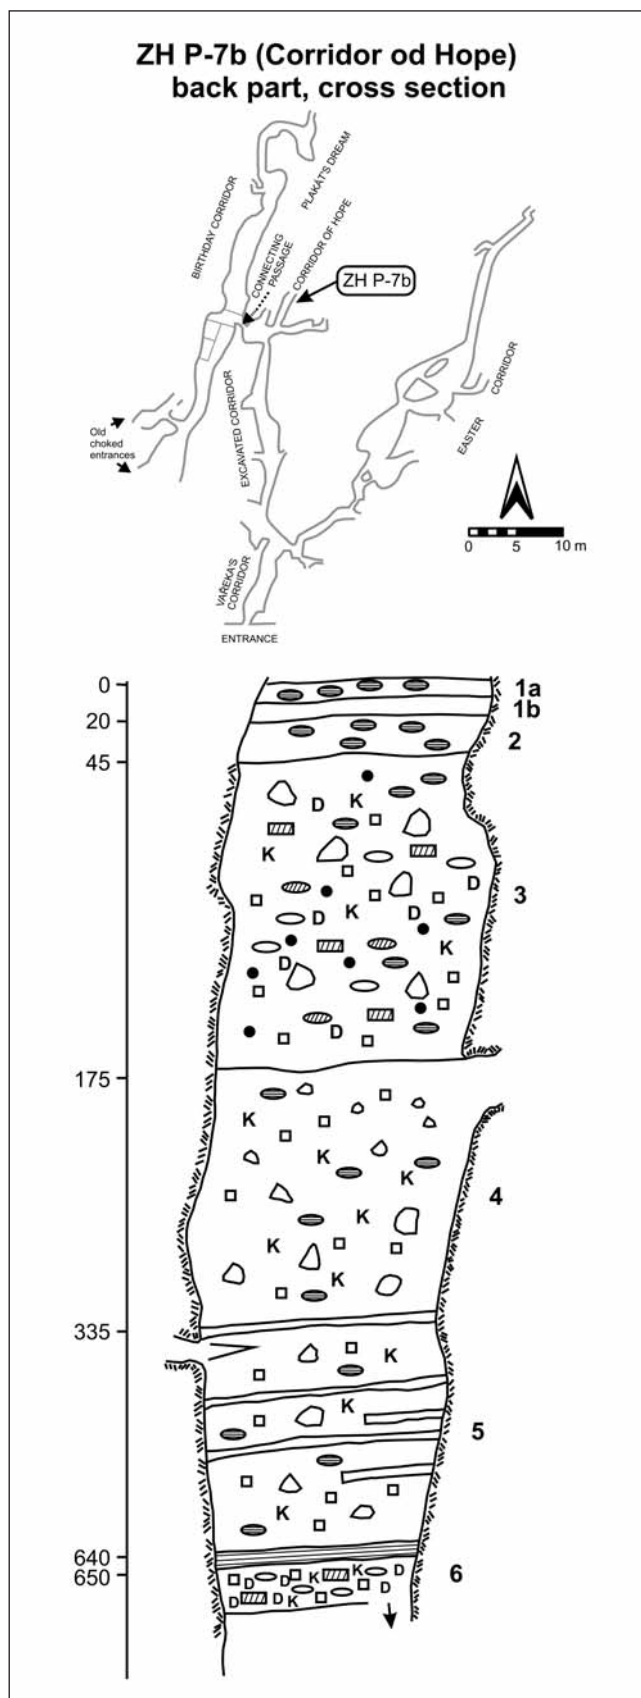 ZH P-7b (Corridor od Hope)
back part, cross section
PLAKÁT'S DREAM
BIRTHDAY CORRIDOR
CONNECTING
PASSAGE
CORRIDOR OF HOPE
ZH P-7b
Old
choked
entrances
EXCAVATED CORRIDOR
EASTER
CORRIDOR
0 5 10 m
VAŘEKA'S
CORRIDOR
ENTRANCE
0
1a
1b
20
2
45
K
D
K
D
3
K
D
D
K
D
D
175
K
K
K
4
K
K
K
335
K
K
5
K
640
650
6
D K K D
D D
D D K